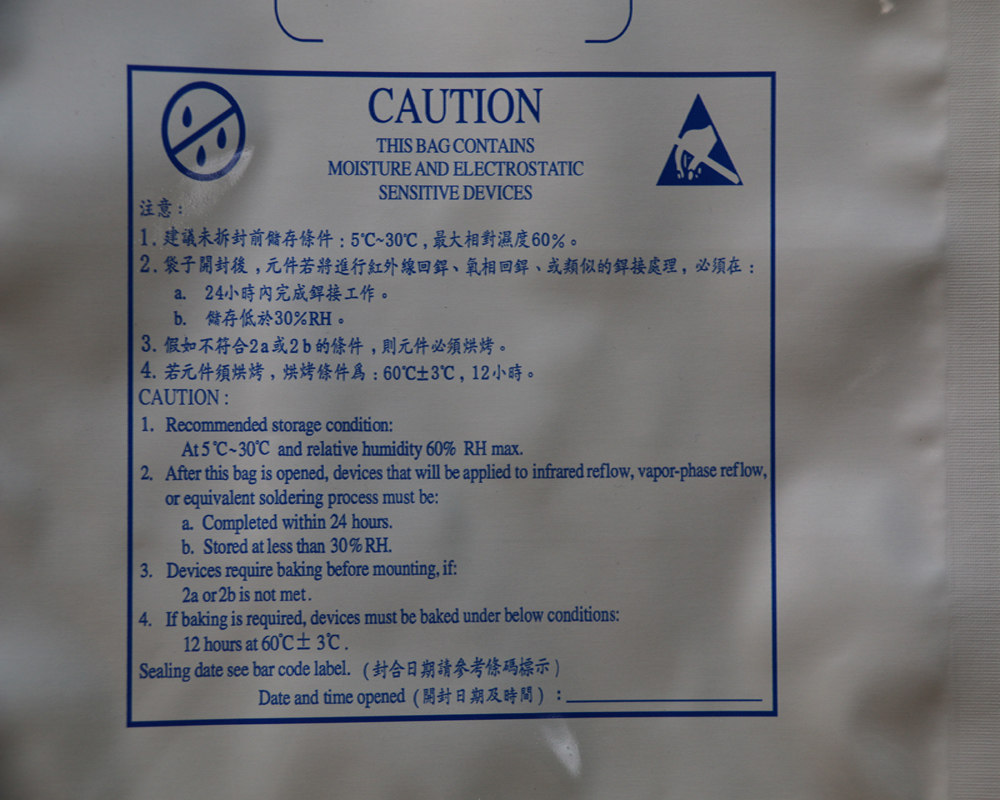 CAUTION
THIS BAG CONTAINS
MOISTURE AND ELECTROSTATIC
SENSITIVE DEVICES
注意：
1. 建議未拆封前儲存條件：5℃~30℃，最大相對濕度60%。
2. 袋子開封後，元件若將進行紅外線回銲、氣相回銲、或類似的銲接處理，必須在：
a. 24小時內完成銲接工作。
b. 儲存低於30%RH。
3. 假如不符合2a或2b的條件，則元件必須烘烤。
4. 若元件須烘烤，烘烤條件爲：60℃±3℃，12小時。
CAUTION:
1. Recommended storage condition:
At 5℃~30℃ and relative humidity 60% RH max.
2. After this bag is opened, devices that will be applied to infrared reflow, vapor-phase reflow,
or equivalent soldering process must be:
a. Completed within 24 hours.
b. Stored at less than 30%RH.
3. Devices require baking before mounting, if:
2a or 2b is not met.
4. If baking is required, devices must be baked under below conditions:
12 hours at 60℃± 3℃.
Sealing date see bar code label. (封合日期請參考條碼標示)
Date and time opened (開封日期及時間)：